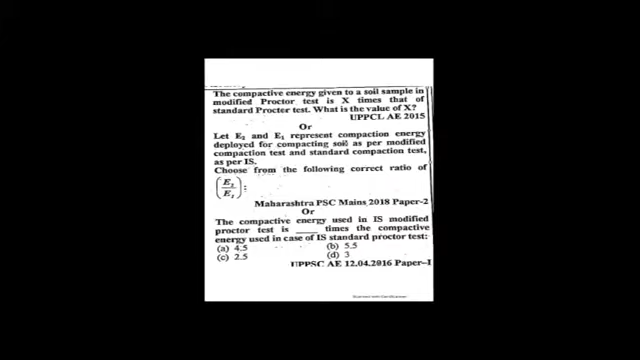 The compactive energy given to a soil sample in
modified Proctor test is X times that of
standard Procter test. What is the value of X?
UPPCL AE 2015
Or
Let E2 and E1 represent compaction energy
deployed for compacting soil as per modified
compaction test and standard compaction test,
as per IS.
Choose from the following correct ratio of
(E2/E1):
Maharashtra PSC Mains 2018 Paper-2
Or
The compactive energy used in IS modified
proctor test is ____ times the compactive
energy used in case of IS standard proctor test:
(a) 4.5 (b) 5.5
(c) 2.5 (d) 3
UPPSC AE 12.04.2016 Paper-I
Scanned with CamScanner